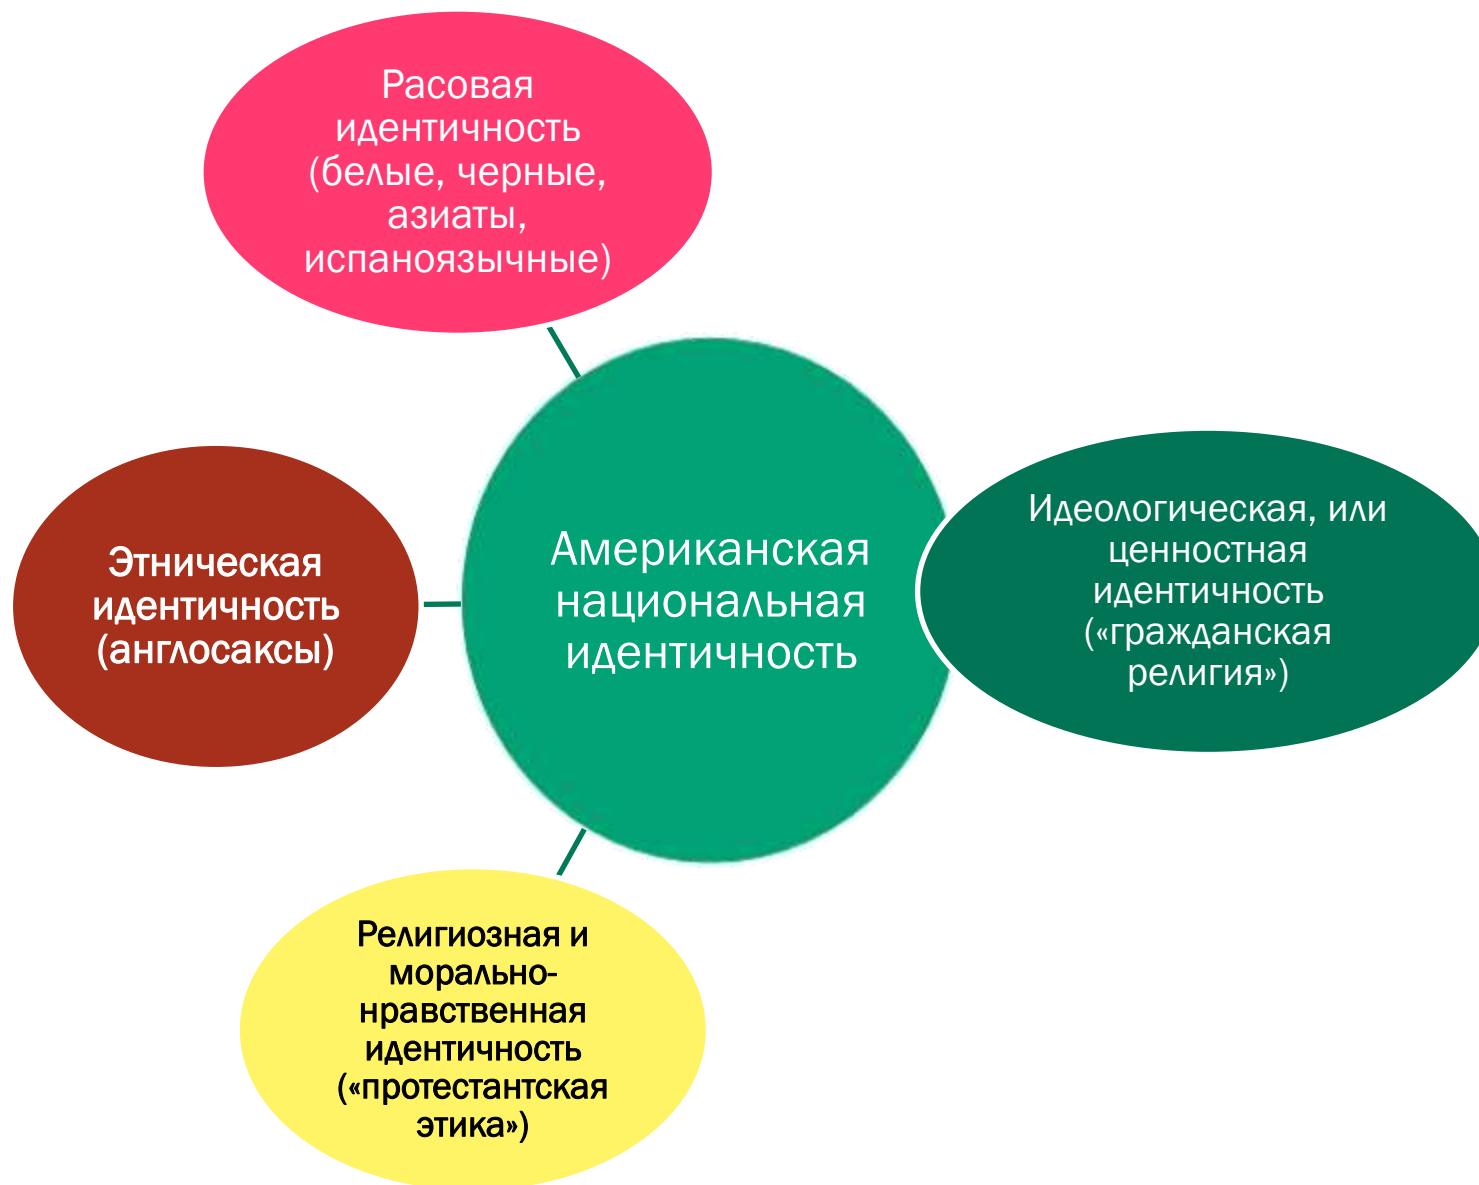 Расовая
идентичность
(белые, черные,
азиаты,
испаноязычные)
Этническая
идентичность
(англосаксы)
Американская
национальная
идентичность
Идеологическая, или
ценностная
идентичность
(«гражданская
религия»)
Религиозная и
морально-
нравственная
идентичность
(«протестантская
этика»)